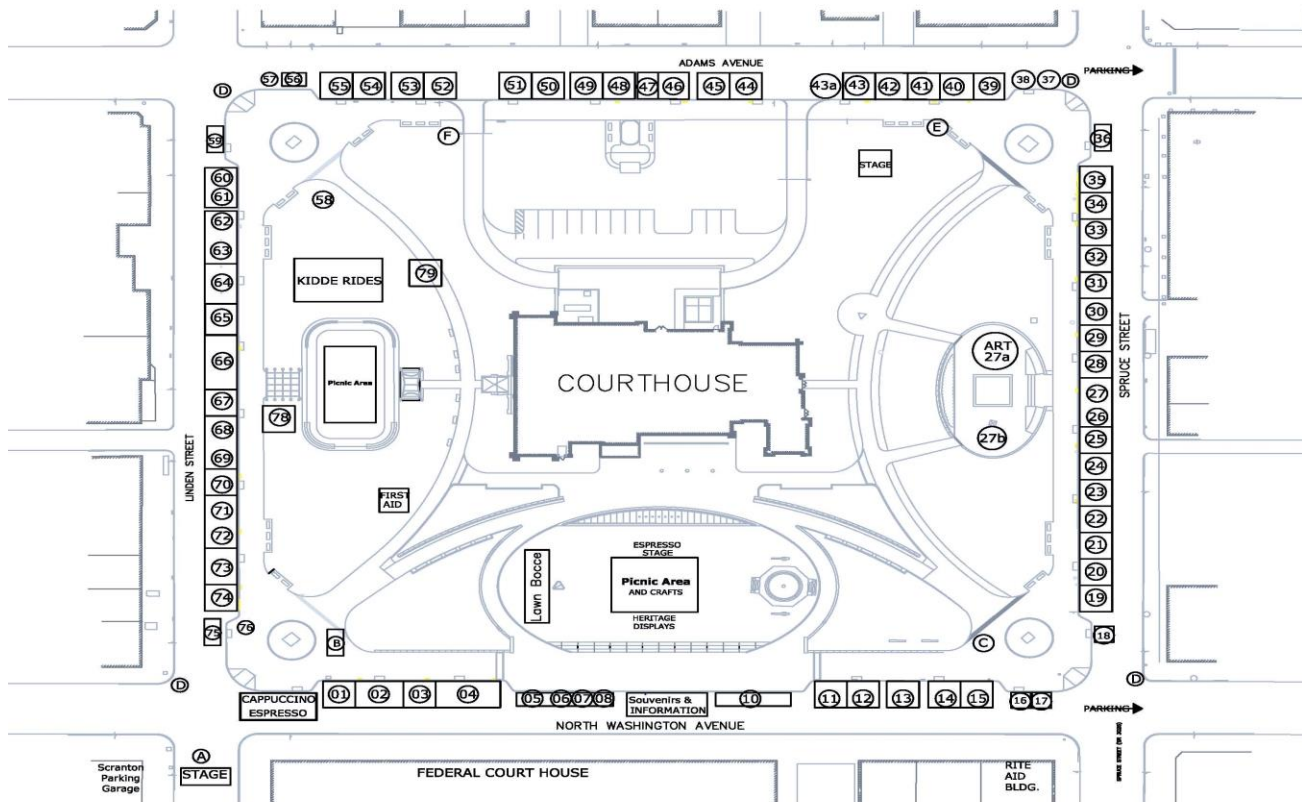 ADAMS AVENUE
PARKING
57 56 55 54 53 52 51 50 49 48 47 46 45 44 43a 43 42 41 40 39 38 37 D
D
F
E
59
36
STAGE
60
61
62
63
64
65
66
67
68
69
70
71
72
73
74
75
76
58
KIDDE RIDES
79
Picnic Area
78
FIRST
AID
LINDEN STREET
COURTHOUSE
ART
27a
27b
35
34
33
32
31
30
29
28
27
26
25
24
23
22
21
20
19
18
SPRUCE STREET
ESPRESSO
STAGE
Picnic Area
AND CRAFTS
HERITAGE
DISPLAYS
Lawn Bocce
B
C
D
D
CAPPUCCINO
ESPRESSO
01 02 03 04 05 06 07 08
Souvenirs &
INFORMATION
10 11 12 13 14 15 16 17
PARKING
NORTH WASHINGTON AVENUE
A
STAGE
Scranton
Parking
Garage
FEDERAL COURT HOUSE
RITE
AID
BLDG.